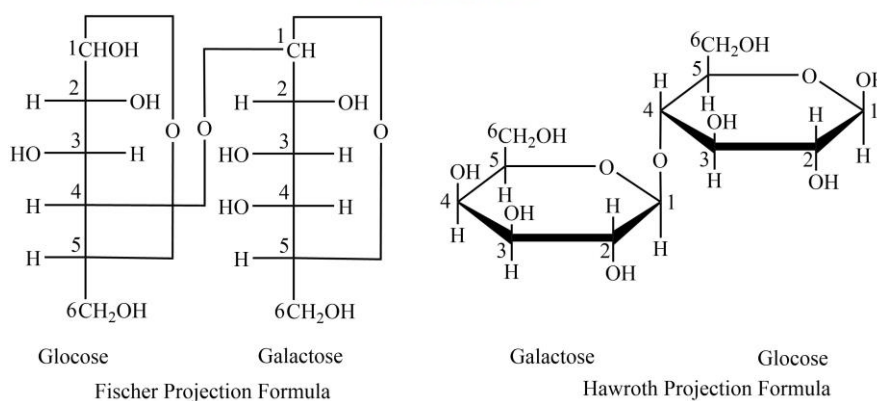 1CHOH
1
CH
2
H
OH
2
H
OH
O
O
O
HO
3
H
HO
3
H
H
4
HO
4
H
H
5
H
5
6CH₂OH
6CH₂OH
Glocose
Galactose
Fischer Projection Formula
6CH₂OH
5
O
H
OH
4
H
1
OH
H
3
2
H
H
OH
O
6CH₂OH
5
O
OH
H
4
1
H
OH
H
3
2
H
H
OH
Galactose
Glocose
Hawroth Projection Formula